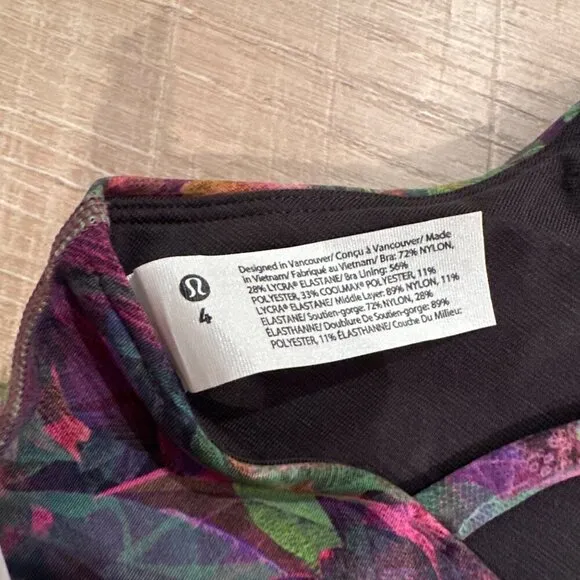 4
Designed in Vancouver/ Conçu à Vancouver/ Made
in Vietnam/ Fabriqué au Vietnam/ Bra: 72% NYLON,
28% LYCRA® ELASTANE/ Bra Lining: 56%
POLYESTER, 33% COOLMAX® POLYESTER, 11%
LYCRA® ELASTANE/ Middle Layer: 89% NYLON, 11%
ELASTANE/ Soutien-gorge: 72% NYLON, 28%
ÉLASTHANNE/ Doublure De Soutien-gorge: 89%
POLYESTER, 11% ÉLASTHANNE/ Couche Du Milieu: